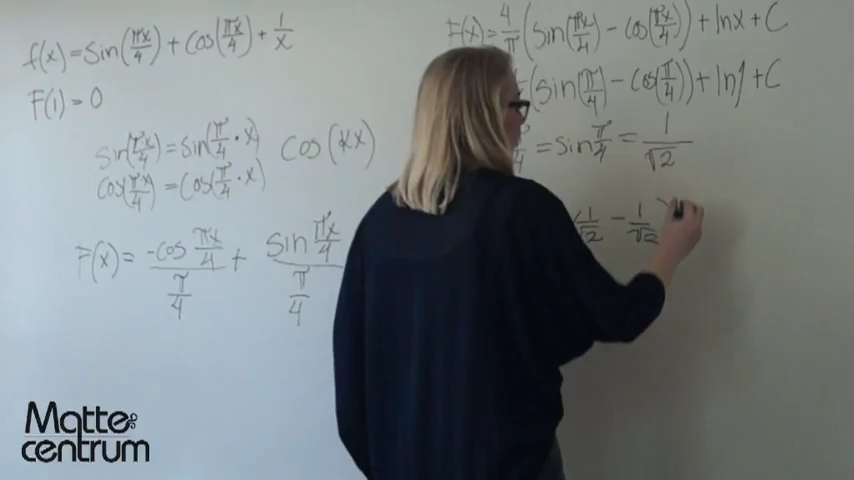 f(x) = sin(πx/4) + cos(πx/4) + 1/x
F(1) = 0
sin(πx/4) = sin(π/4 · x)
cos(πx/4) = cos(π/4 · x)
cos(kx)
F(x) = -cos πx/4 / π/4 + sin πx/4 / π/4
F(x) = 4/π (sin(πx/4) - cos(πx/4)) + ln x + C
(sin(π/4) - cos(π/4)) + ln 1 + C
= sin π/4 = 1/√2
1/√2 - 1/√2
Matte
centrum